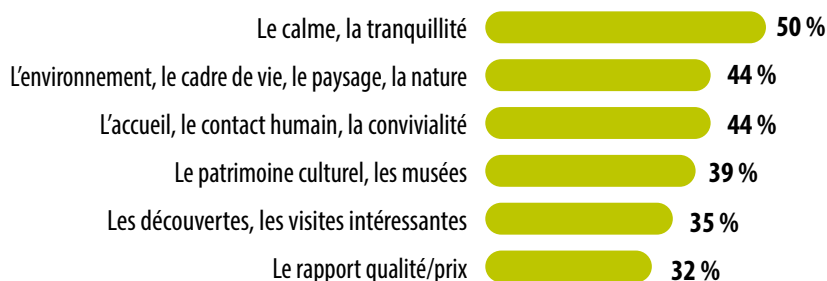 Le calme, la tranquillité 50 %
L'environnement, le cadre de vie, le paysage, la nature 44 %
L'accueil, le contact humain, la convivialité 44 %
Le patrimoine culturel, les musées 39 %
Les découvertes, les visites intéressantes 35 %
Le rapport qualité/prix 32 %